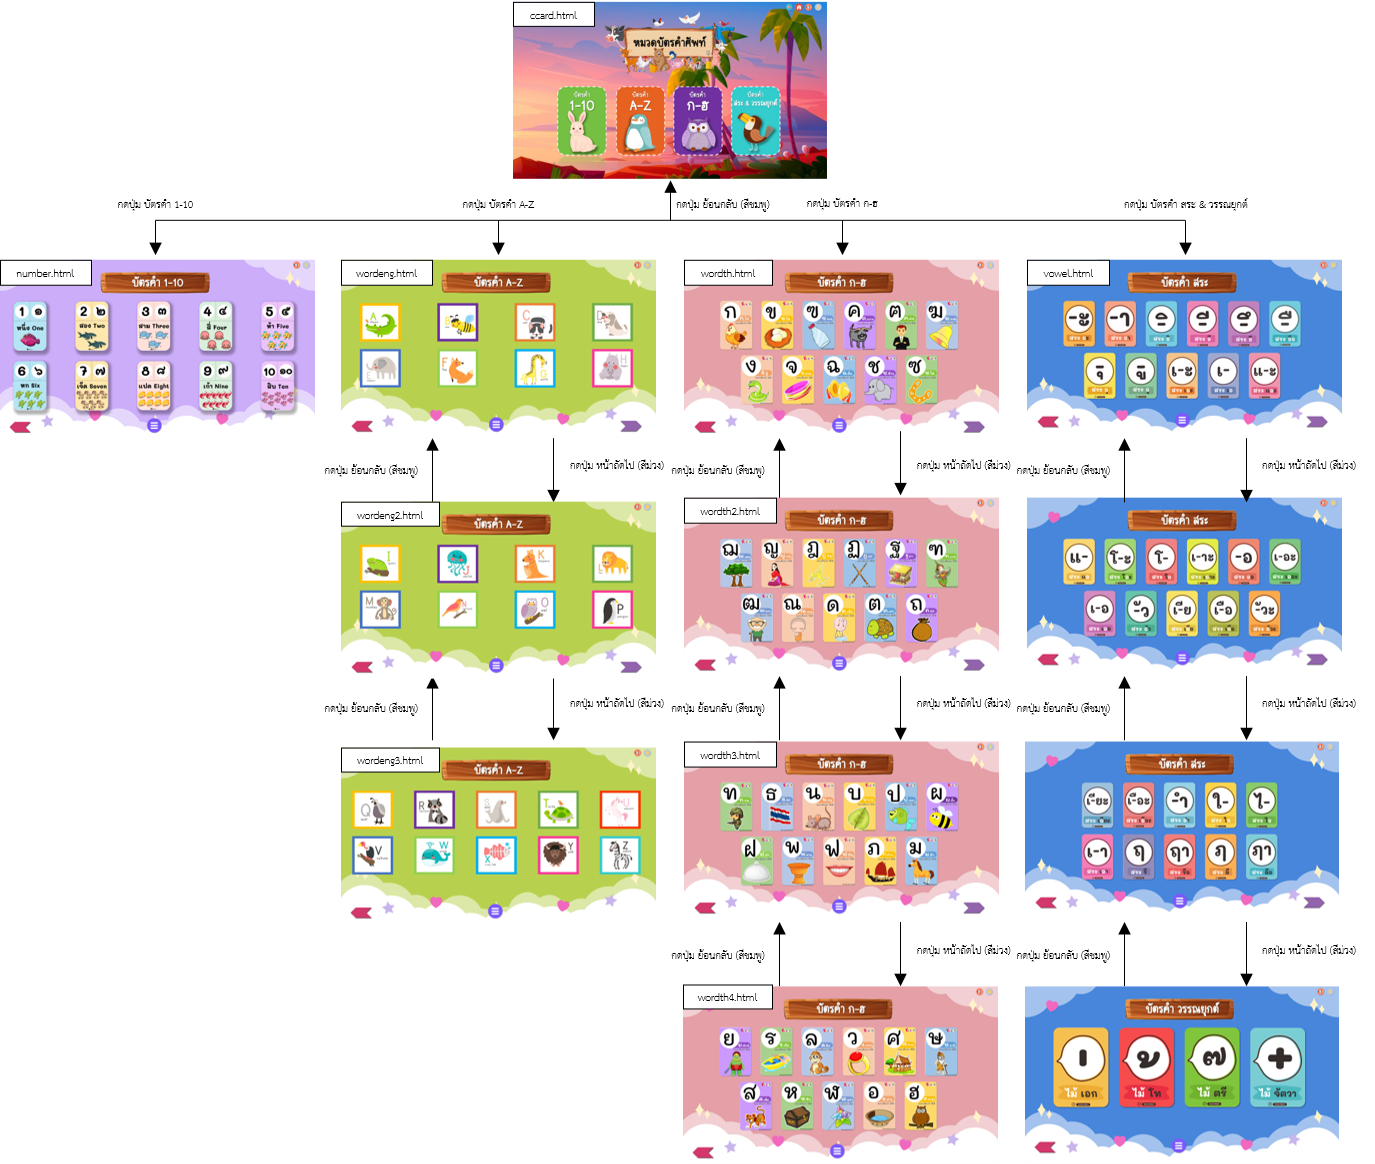 ccard.html
หมวดบัตรคำศัพท์
บัตรคำ
1-10
บัตรคำ
A-Z
บัตรคำ
ก-ฮ
บัตรคำ
สระ & วรรณยุกต์
กดปุ่ม บัตรคำ 1-10
กดปุ่ม บัตรคำ A-Z
กดปุ่ม ย้อนกลับ (สีชมพู)
กดปุ่ม บัตรคำ ก-ฮ
กดปุ่ม บัตรคำ สระ & วรรณยุกต์
number.html
บัตรคำ 1-10
1 ๑
หนึ่ง One
2 ๒
สอง Two
3 ๓
สาม Three
4 ๔
สี่ Four
5 ๕
ห้า Five
6 ๖
หก Six
7 ๗
เจ็ด Seven
8 ๘
แปด Eight
9 ๙
เก้า Nine
10 ๑๐
สิบ Ten
wordeng.html
บัตรคำ A-Z
A
B
C
D
E
F
G
H
wordth.html
บัตรคำ ก-ฮ
ก ข ฃ ค ฅ ฆ
ง จ ฉ ช ซ
vowel.html
บัตรคำ สระ
-ะ -า -ิ -ี -ึ -ื
-ุ -ู เ-ะ เ- แ-ะ
กดปุ่ม ย้อนกลับ (สีชมพู)
กดปุ่ม หน้าถัดไป (สีม่วง)
กดปุ่ม ย้อนกลับ (สีชมพู)
กดปุ่ม หน้าถัดไป (สีม่วง)
กดปุ่ม ย้อนกลับ (สีชมพู)
กดปุ่ม หน้าถัดไป (สีม่วง)
wordeng2.html
บัตรคำ A-Z
I
J
K
L
M
O
P
wordth2.html
บัตรคำ ก-ฮ
ฌ ญ ฎ ฏ ฐ ฑ
ฒ ณ ด ต ถ
บัตรคำ สระ
แ- โ-ะ โ- เ-าะ -อ เ-อะ
เ-อ -ัว เ-ีย เ-ือ -ัวะ
กดปุ่ม ย้อนกลับ (สีชมพู)
กดปุ่ม หน้าถัดไป (สีม่วง)
กดปุ่ม ย้อนกลับ (สีชมพู)
กดปุ่ม หน้าถัดไป (สีม่วง)
กดปุ่ม ย้อนกลับ (สีชมพู)
กดปุ่ม หน้าถัดไป (สีม่วง)
wordeng3.html
บัตรคำ A-Z
Q
R
S
T
U
V
W
X
Y
Z
wordth3.html
บัตรคำ ก-ฮ
ท ธ น บ ป ผ
ฝ พ ฟ ภ ม
บัตรคำ สระ
เ-ียะ เ-ือะ -ำ ใ- ไ-
เ-า ฤ ฤา ฦ ฦา
กดปุ่ม ย้อนกลับ (สีชมพู)
กดปุ่ม หน้าถัดไป (สีม่วง)
กดปุ่ม ย้อนกลับ (สีชมพู)
กดปุ่ม หน้าถัดไป (สีม่วง)
wordth4.html
บัตรคำ ก-ฮ
ย ร ล ว ศ ษ
ส ห ฬ อ ฮ
บัตรคำ วรรณยุกต์
ไม้ เอก
ไม้ โท
ไม้ ตรี
ไม้ จัตวา